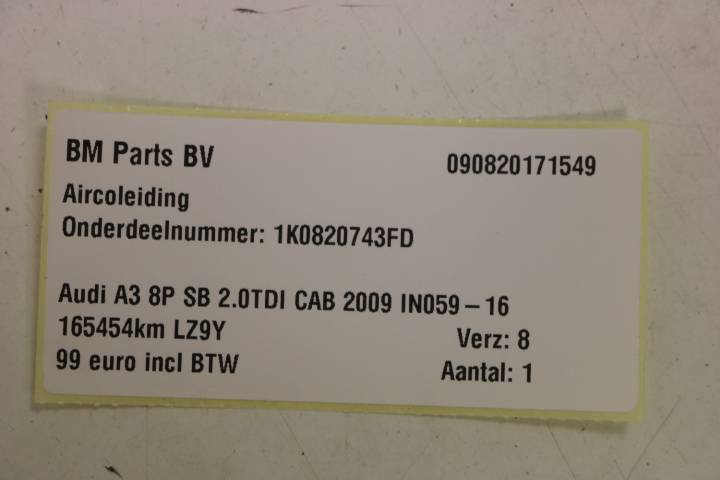 BM Parts BV 090820171549
Aircoleiding
Onderdeelnummer: 1K0820743FD
Audi A3 8P SB 2.0TDI CAB 2009 IN059-16
165454km LZ9Y Verz: 8
99 euro incl BTW Aantal: 1